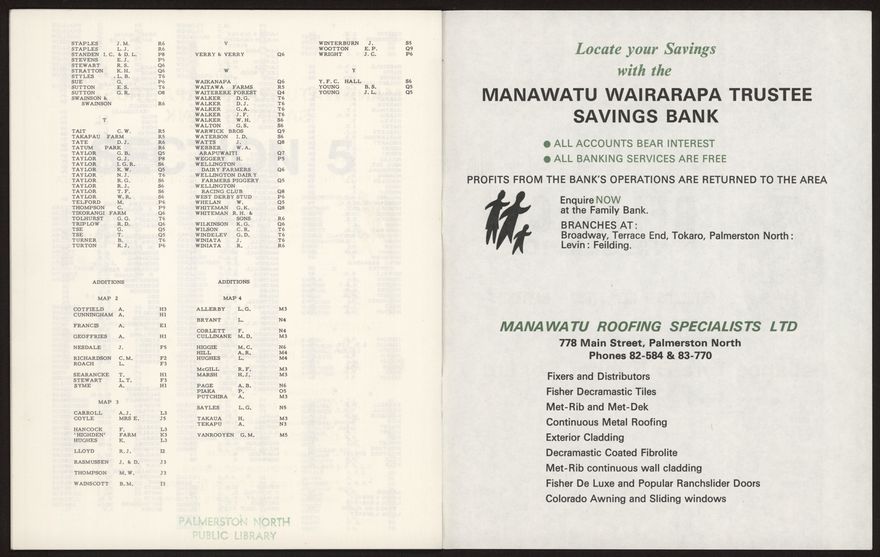 STAPLES J.M. R6
STAPLES L.J. R6
STANDEN I.C. & D.L. P8
STEVENS E.J. P5
STEWART R.S. Q6
STRATTON K.H. Q6
STYLES L.B. T6
SUE G. P6
SUTTON E.S. T6
SUTTON G.R. O8
SWAINSON &
SWAINSON R6
T
TAIT C.W. R5
TAKAPAU FARM R5
TATE D.J. R6
TATUM PARK R4
TAYLOR G.B. Q5
TAYLOR G.J. P8
TAYLOR I.G.R. S6
TAYLOR K.W. Q5
TAYLOR N.J. T6
TAYLOR R.G. S6
TAYLOR R.J. S6
TAYLOR T.F. S6
TAYLOR W.R. S6
TELFORD M. P6
THOMPSON C. P9
TIKORANGI FARM Q6
TOLHURST G.G. T6
TRIPLOW R.D. Q6
TSE G. Q5
TSE T. Q5
TURNER B. T6
TURTON R.J. P6
V
VERRY & VERRY Q6
W
WAIKANAPA Q6
WAITAWA FARMS R5
WAITERERE FOREST Q4
WALKER D.G. T6
WALKER D.J. T6
WALKER G.A. T6
WALKER J.F. T6
WALKER W.H. S6
WALTON G.S. S6
WARWICK BROS Q9
WATERSON I.D. S6
WATTS J. Q8
WEBBER W.A.
ARAPUWAITI Q7
WEGGERY H. P5
WELLINGTON
DAIRY FARMERS Q6
WELLINGTON DAIRY
FARMERS PIGGERY Q5
WELLINGTON
RACING CLUB Q8
WEST DERBY STUD P6
WHELAN W. Q5
WHITEMAN G.K. Q8
WHITEMAN R.H. &
SONS R6
WILKINSON K.G. Q6
WILSON C.R. T6
WINDELEY G.D. T6
WINIATA J. T6
WINIATA R. R6
WINTERBURN J. S5
WOOTTON E.P. Q9
WRIGHT J.C. P6
Y
Y.F.C. HALL S6
YOUNG B.S. Q5
YOUNG J.L. Q5
ADDITIONS
MAP 2
COTFIELD A. H3
CUNNINGHAM A. H1
FRANCIS A. E1
GEOFFRIES A. H1
NESDALE J. F5
RICHARDSON C.M. F2
ROACH L. F3
SEARANCKE T. H1
STEWART L.T. F3
SYME A. H1
MAP 3
CARROLL A.J. L3
COYLE MRS E. J5
HANCOCK F. L3
"HIGHDEN" FARM K3
HUGHES K. L3
LLOYD R.J. I2
RASMUSSEN J. & D. J3
THOMPSON M.W. J3
WAINSCOTT B.M. I3
ADDITIONS
MAP 4
ALLERBY L.G. M3
BRYANT L. N4
CORLETT F. N4
CULLINANE M.D. M3
HIGGIE M.C. N6
HILL A.R. M4
HUGHES L. M4
McGILL R.F. M3
MARSH H.J. M3
PAGE A.B. N6
PIAKA P. O5
PUTCHIRA A. M3
SAYLES L.G. N5
TAKAUA H. M3
TEKAPU A. N3
VANROOYEN G.M. M5
PALMERSTON NORTH
PUBLIC LIBRARY
Locate your Savings
with the
MANAWATU WAIRARAPA TRUSTEE
SAVINGS BANK
● ALL ACCOUNTS BEAR INTEREST
● ALL BANKING SERVICES ARE FREE
PROFITS FROM THE BANK'S OPERATIONS ARE RETURNED TO THE AREA
Enquire NOW
at the Family Bank.
BRANCHES AT:
Broadway, Terrace End, Tokaro, Palmerston North:
Levin: Feilding.
MANAWATU ROOFING SPECIALISTS LTD
778 Main Street, Palmerston North
Phones 82-584 & 83-770
Fixers and Distributors
Fisher Decramastic Tiles
Met-Rib and Met-Dek
Continuous Metal Roofing
Exterior Cladding
Decramastic Coated Fibrolite
Met-Rib continuous wall cladding
Fisher De Luxe and Popular Ranchslider Doors
Colorado Awning and Sliding windows